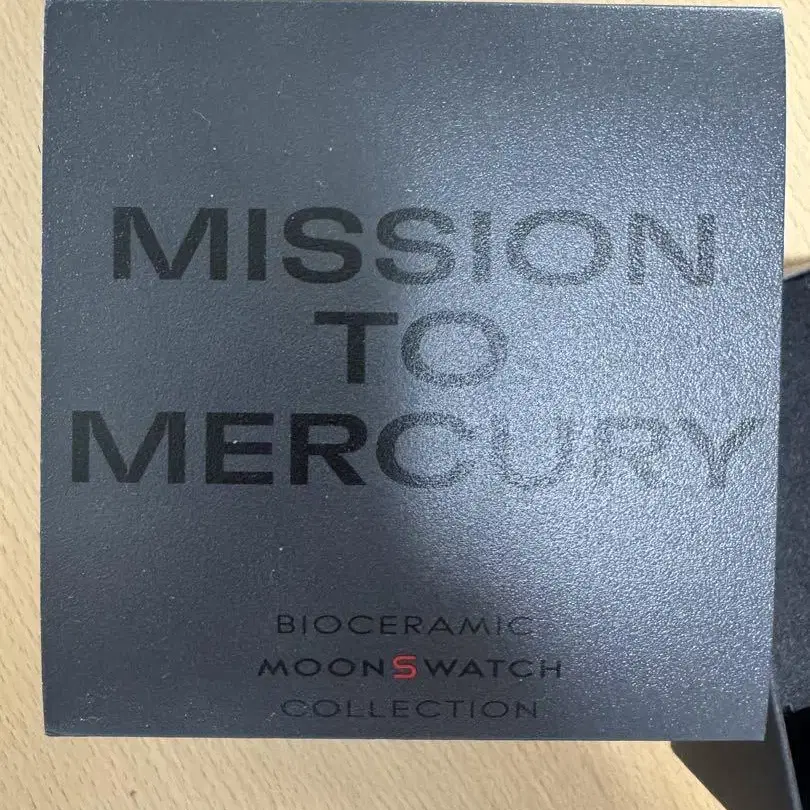 MISSION
TO
MERCURY
BIOCERAMIC
MOONSWATCH
COLLECTION